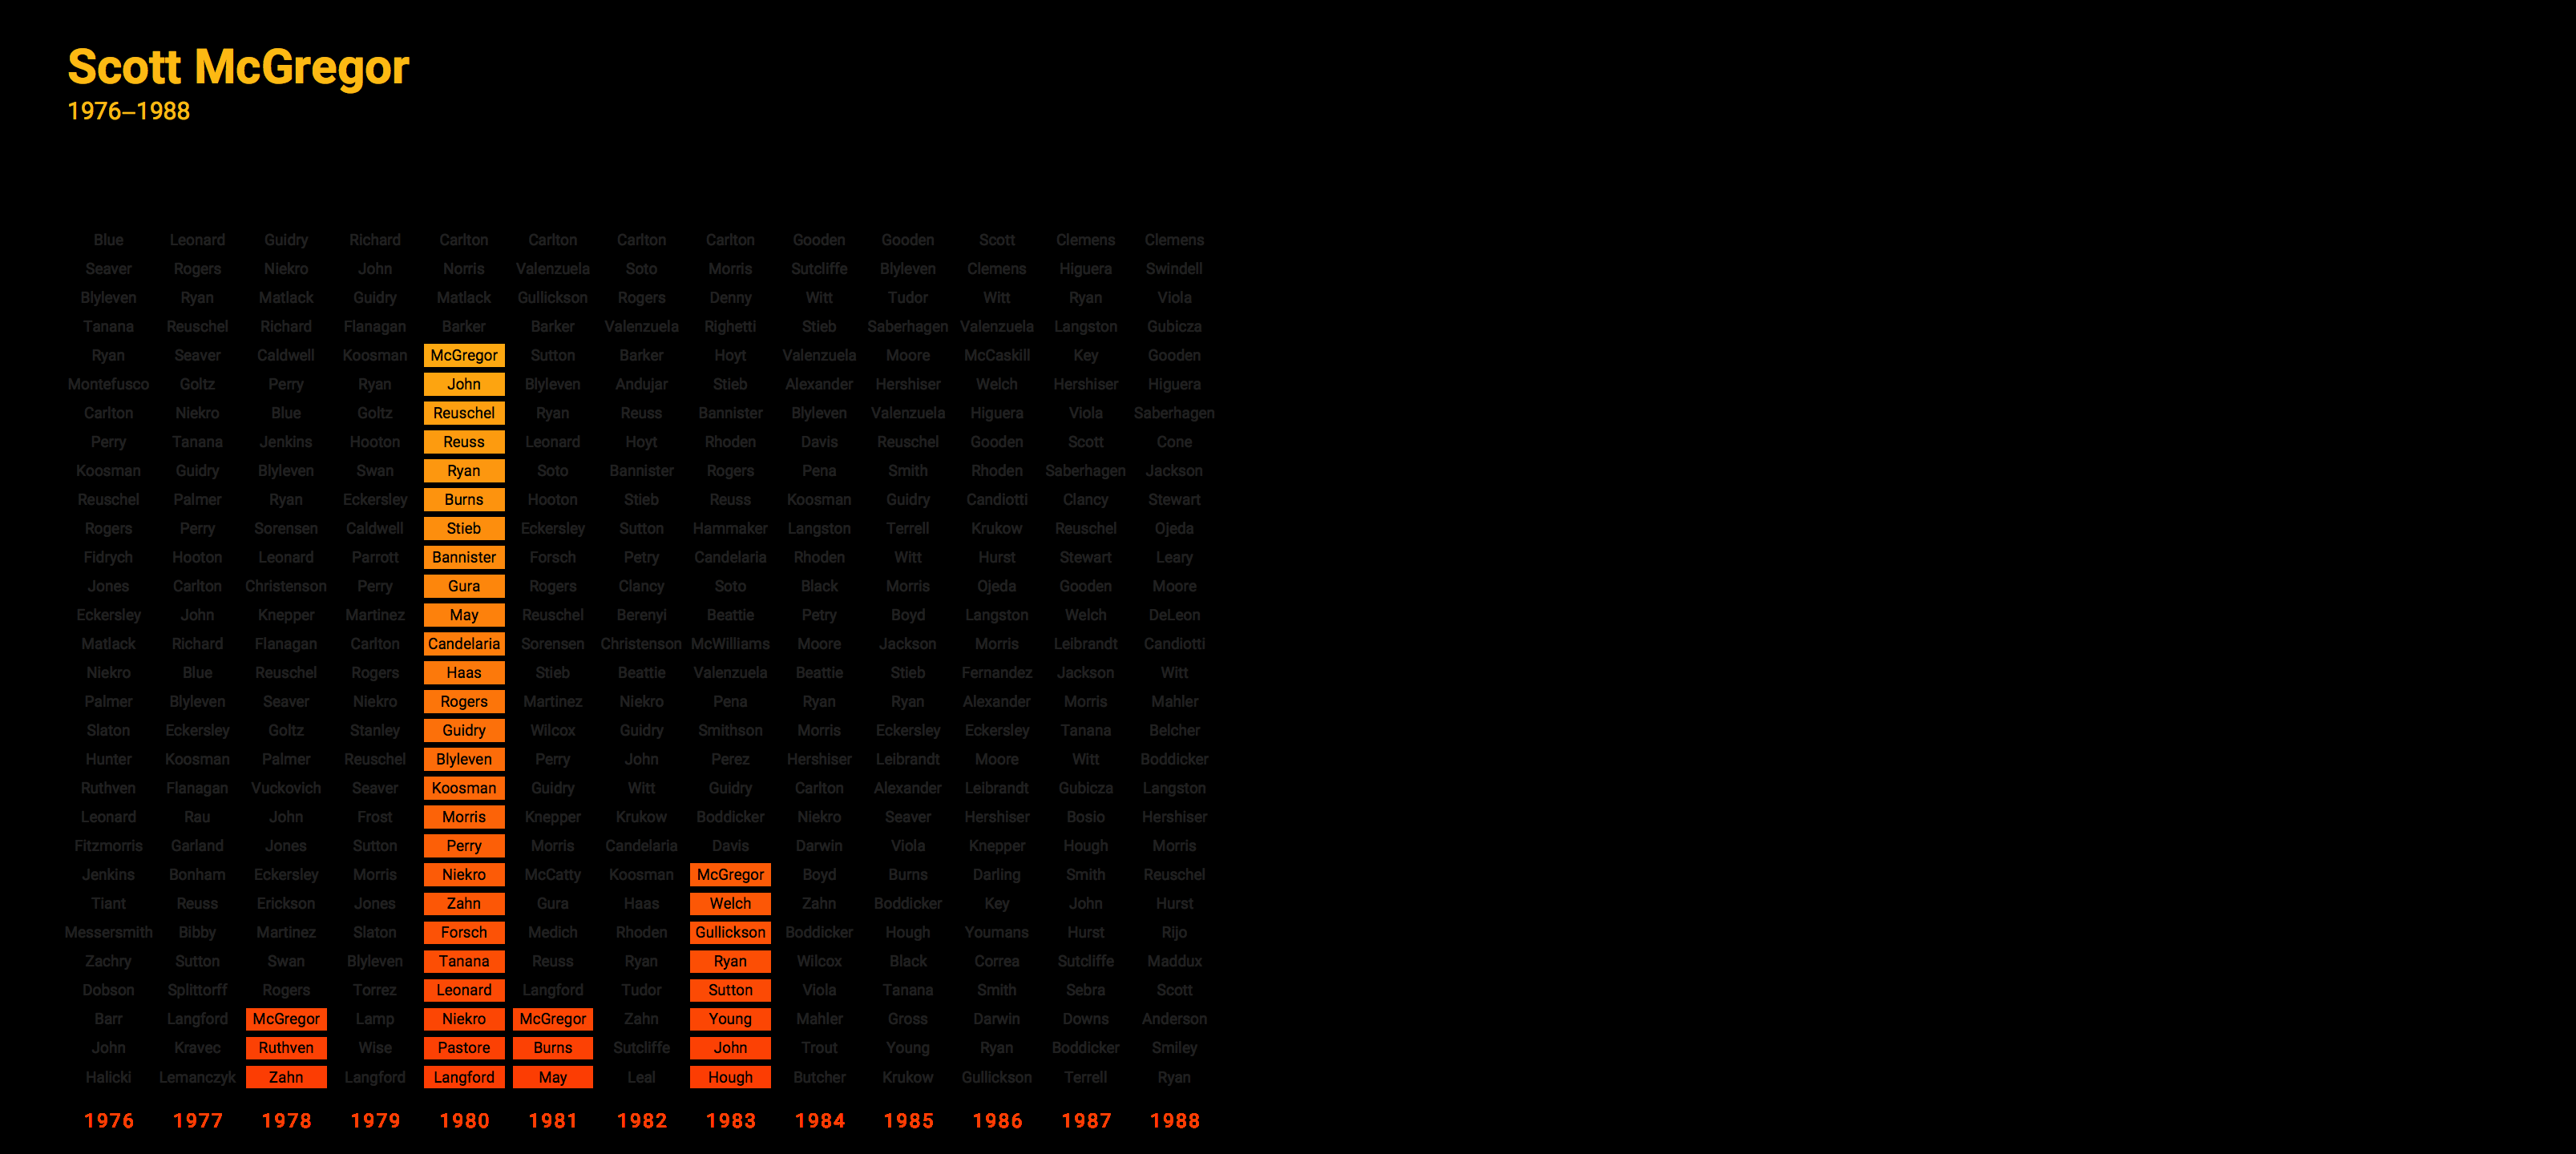 Scott McGregor
1976–1988
Blue Leonard Guidry Richard Carlton Carlton Carlton Carlton Gooden Gooden Scott Clemens Clemens
Seaver Rogers Niekro John Norris Valenzuela Soto Morris Sutcliffe Blyleven Clemens Higuera Swindell
Blyleven Ryan Matlack Guidry Matlack Gullickson Rogers Denny Witt Tudor Witt Ryan Viola
Tanana Reuschel Richard Flanagan Barker Barker Valenzuela Righetti Stieb Saberhagen Valenzuela Langston Gubicza
Ryan Seaver Caldwell Koosman McGregor Sutton Barker Hoyt Valenzuela Moore McCaskill Key Gooden
Montefusco Goltz Perry Ryan John Blyleven Andujar Stieb Alexander Hershiser Welch Hershiser Higuera
Carlton Niekro Blue Goltz Reuschel Ryan Reuss Bannister Blyleven Valenzuela Higuera Viola Saberhagen
Perry Tanana Jenkins Hooton Reuss Leonard Hoyt Rhoden Davis Reuschel Gooden Scott Cone
Koosman Guidry Blyleven Swan Ryan Soto Bannister Rogers Pena Smith Rhoden Saberhagen Jackson
Reuschel Palmer Ryan Eckersley Burns Hooton Stieb Reuss Koosman Guidry Candiotti Clancy Stewart
Rogers Perry Sorensen Caldwell Stieb Eckersley Sutton Hammaker Langston Terrell Krukow Reuschel Ojeda
Fidrych Hooton Leonard Parrott Bannister Forsch Petry Candelaria Rhoden Witt Hurst Stewart Leary
Jones Carlton Christenson Perry Gura Rogers Clancy Soto Black Morris Ojeda Gooden Moore
Eckersley John Knepper Martinez May Reuschel Berenyi Beattie Petry Boyd Langston Welch DeLeon
Matlack Richard Flanagan Carlton Candelaria Sorensen Christenson McWilliams Moore Jackson Morris Leibrandt Candiotti
Niekro Blue Reuschel Rogers Haas Stieb Beattie Valenzuela Beattie Stieb Fernandez Jackson Witt
Palmer Blyleven Seaver Niekro Rogers Martinez Niekro Pena Ryan Ryan Alexander Morris Mahler
Slaton Eckersley Goltz Stanley Guidry Wilcox Guidry Smithson Morris Eckersley Eckersley Tanana Belcher
Hunter Koosman Palmer Reuschel Blyleven Perry John Perez Hershiser Leibrandt Moore Witt Boddicker
Ruthven Flanagan Vuckovich Seaver Koosman Guidry Witt Guidry Carlton Alexander Leibrandt Gubicza Langston
Leonard Rau John Frost Morris Knepper Krukow Boddicker Niekro Seaver Hershiser Bosio Hershiser
Fitzmorris Garland Jones Sutton Perry Morris Candelaria Davis Darwin Viola Knepper Hough Morris
Jenkins Bonham Eckersley Morris Niekro McCatty Koosman McGregor Boyd Burns Darling Smith Reuschel
Tiant Reuss Erickson Jones Zahn Gura Haas Welch Zahn Boddicker Key John Hurst
Messersmith Bibby Martinez Slaton Forsch Medich Rhoden Gullickson Boddicker Hough Youmans Hurst Rijo
Zachry Sutton Swan Blyleven Tanana Reuss Ryan Ryan Wilcox Black Correa Sutcliffe Maddux
Dobson Splittorff Rogers Torrez Leonard Langford Tudor Sutton Viola Tanana Smith Sebra Scott
Barr Langford McGregor Lamp Niekro McGregor Zahn Young Mahler Gross Darwin Downs Anderson
John Kravec Ruthven Wise Pastore Burns Sutcliffe John Trout Young Ryan Boddicker Smiley
Halicki Lemanczyk Zahn Langford Langford May Leal Hough Butcher Krukow Gullickson Terrell Ryan
1976 1977 1978 1979 1980 1981 1982 1983 1984 1985 1986 1987 1988